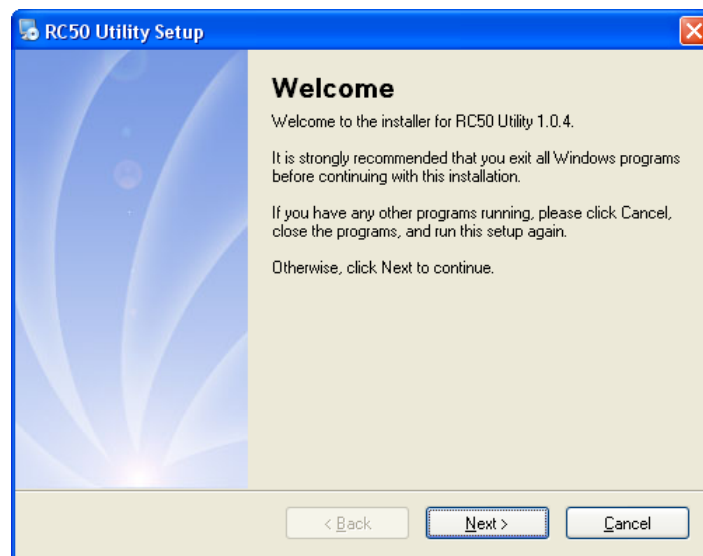 RC50 Utility Setup
Welcome
Welcome to the installer for RC50 Utility 1.0.4.
It is strongly recommended that you exit all Windows programs
before continuing with this installation.
If you have any other programs running, please click Cancel,
close the programs, and run this setup again.
Otherwise, click Next to continue.
< Back
Next >
Cancel